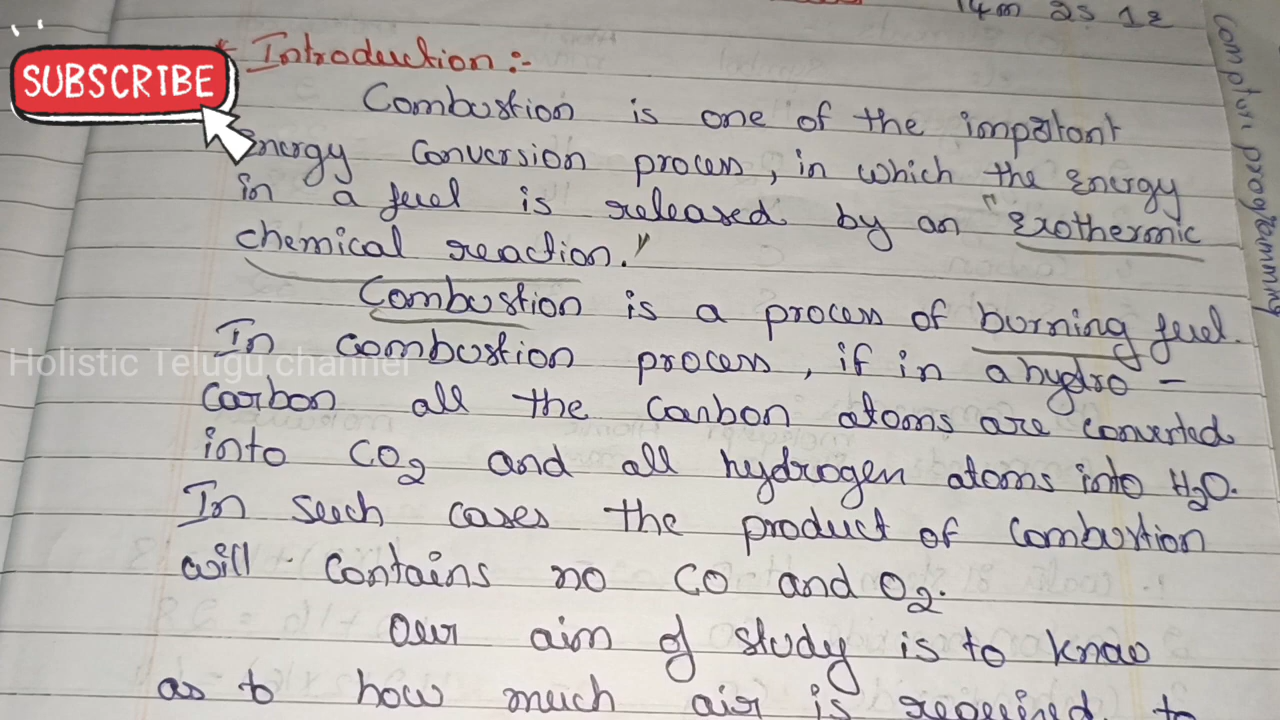 14m 2s 12
* Introduction :-
SUBSCRIBE
Combustion is one of the important
Energy conversion process, in which the Energy
in a fuel is released by an "Exothermic
chemical reaction."
Combustion is a process of burning fuel.
In combustion process, if in a hydro -
Holistic Telugu channel
carbon all the carbon atoms are converted
into CO2 and all hydrogen atoms into H2O.
In such cases the product of combustion
will contains no CO and O2.
Our aim of study is to know
as to how much air is required to
programming